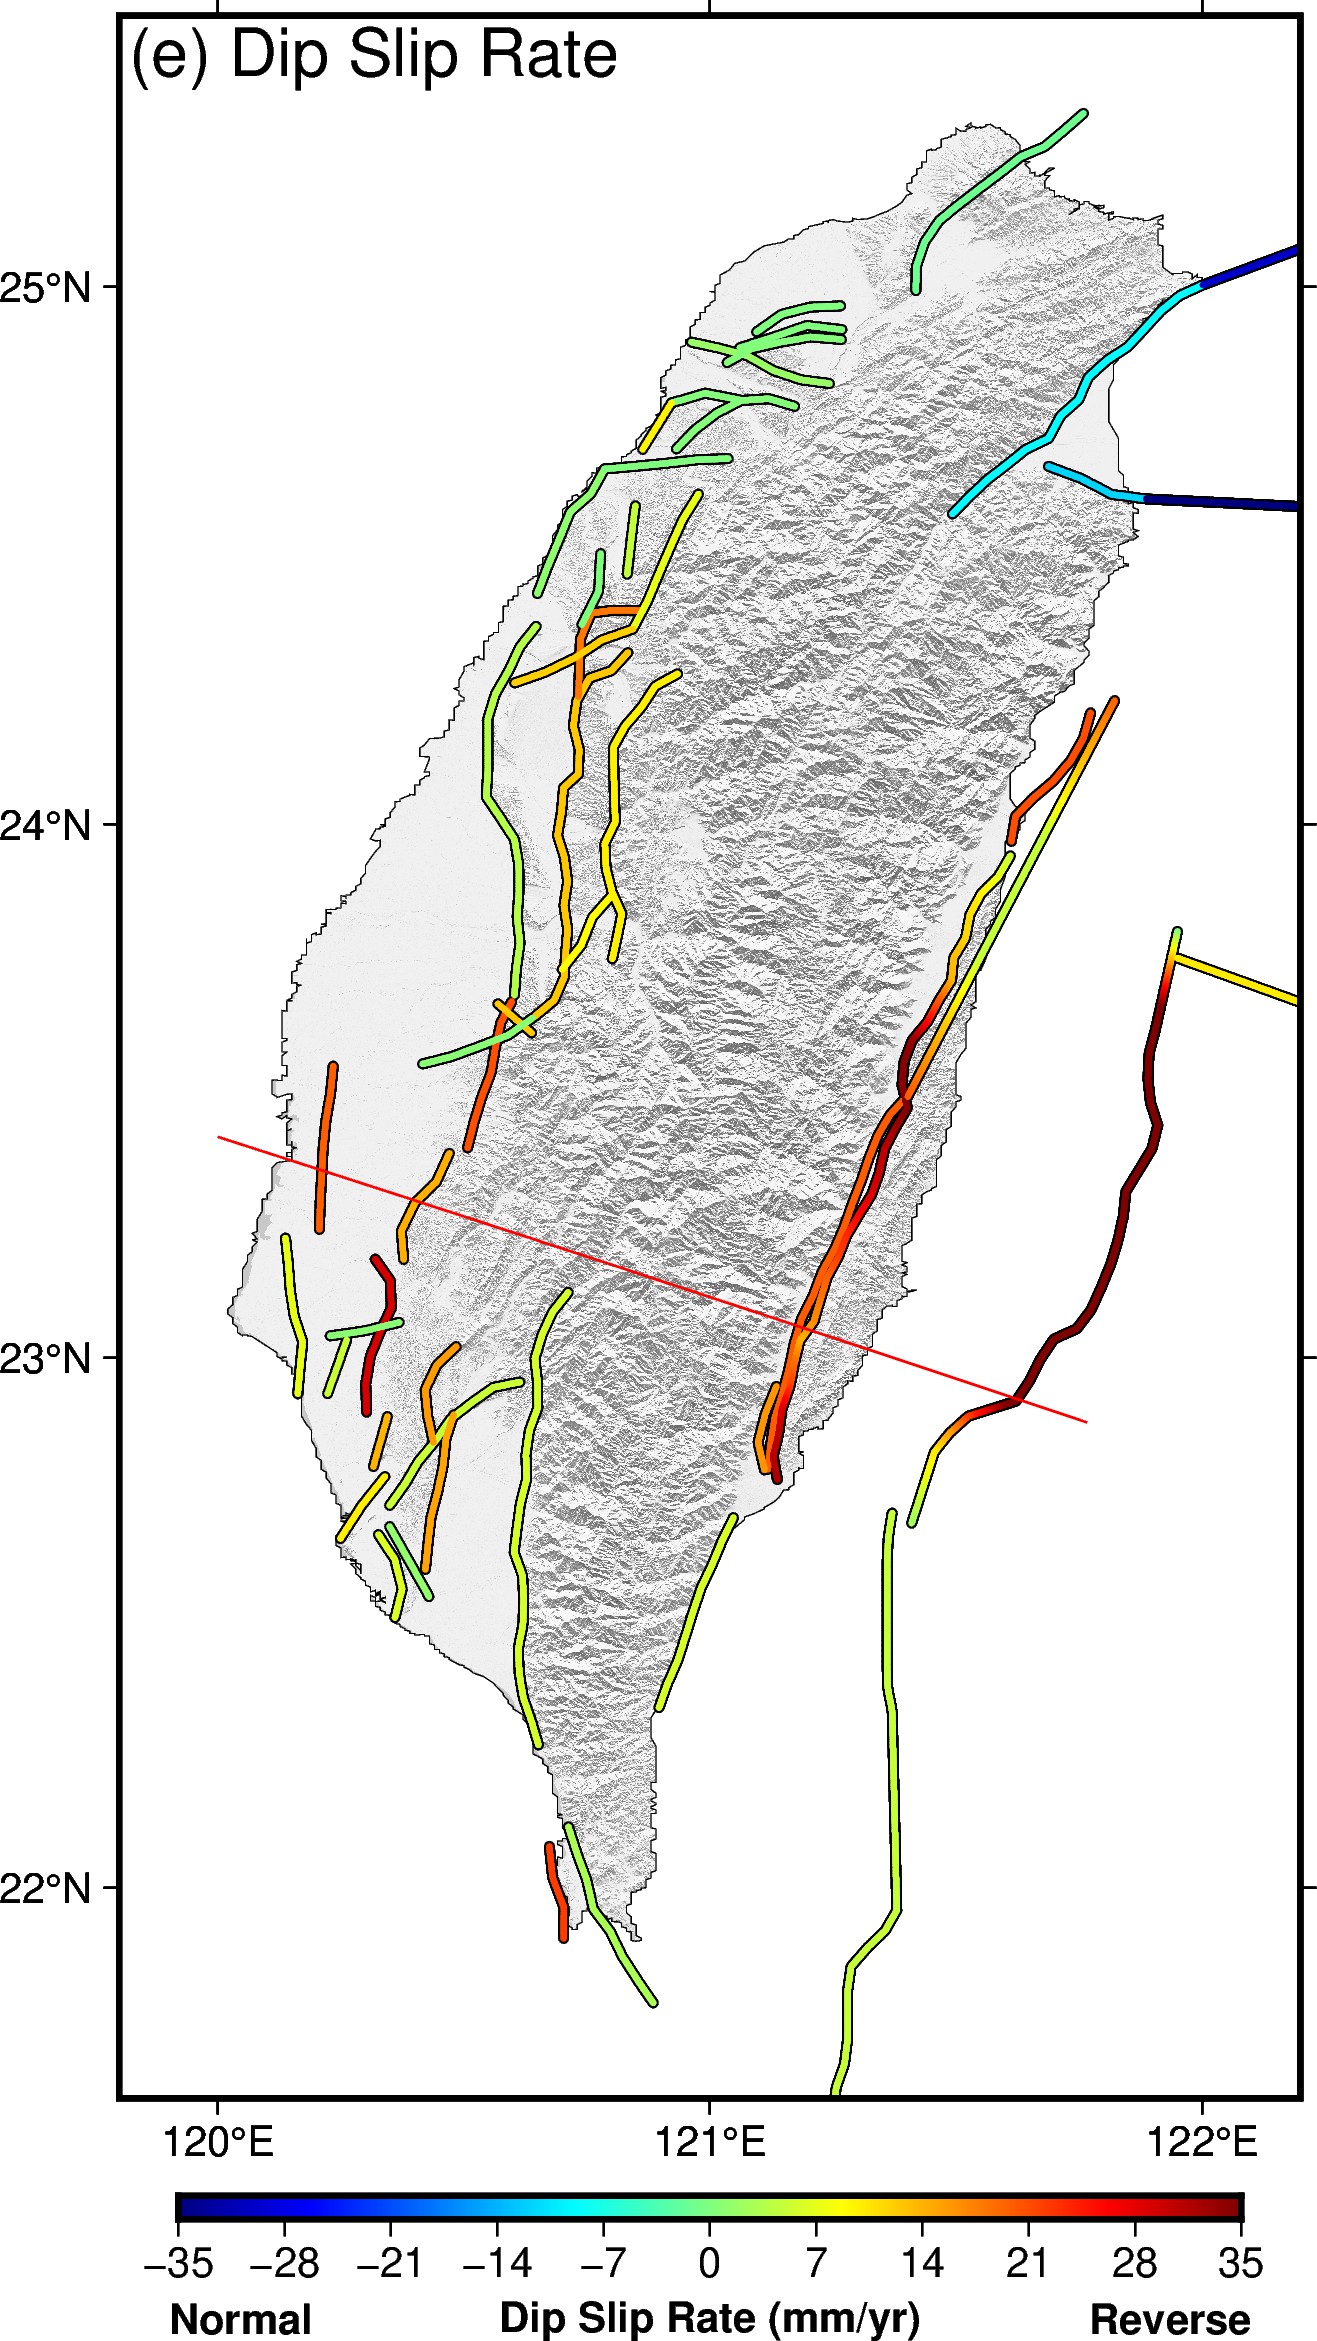 (e) Dip Slip Rate
25°N
24°N
23°N
22°N
120°E 121°E 122°E
−35 −28 −21 −14 −7 0 7 14 21 28 35
Normal Dip Slip Rate (mm/yr) Reverse